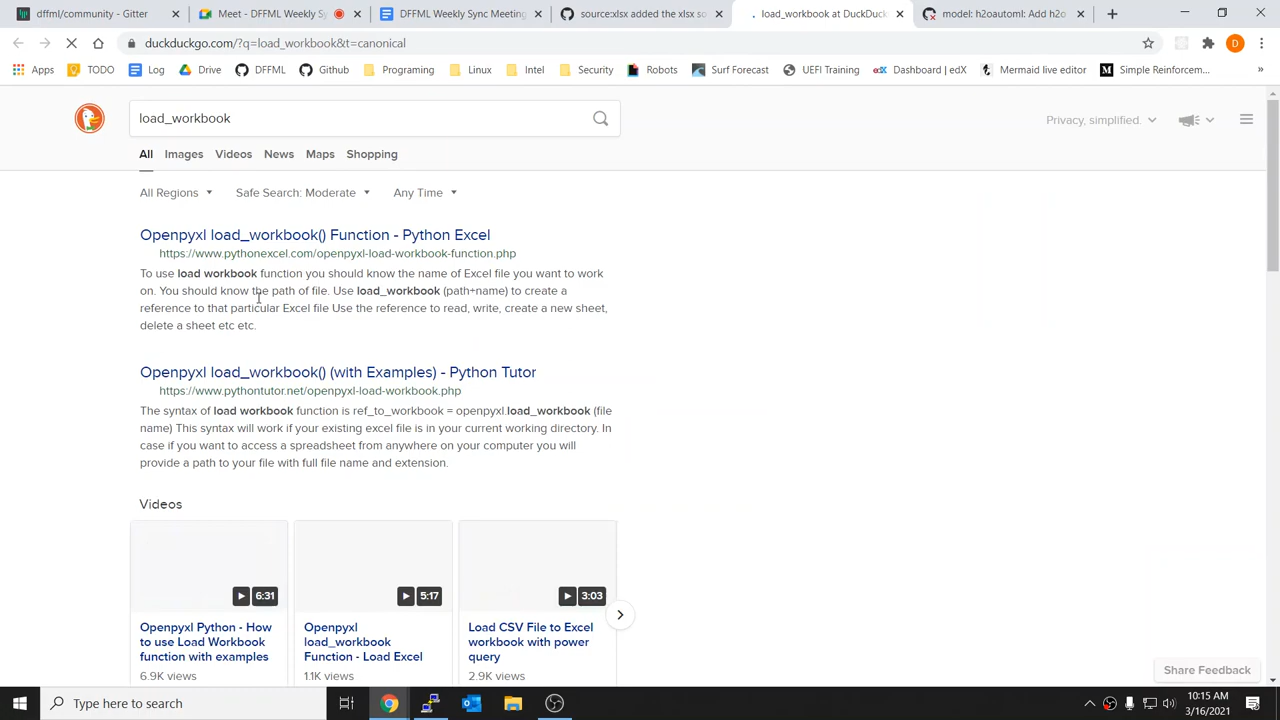 dffml/community - Gitter
Meet - DFFML Weekly S
DFFML Weekly Sync Meeting
source:xlsx added the xlsx so
load_workbook at DuckDuck
model: h2oautoml: Add h2o
duckduckgo.com/?q=load_workbook&t=canonical
Apps
TODO
Log
Drive
DFFML
Github
Programing
Linux
Intel
Security
Robots
Surf Forecast
UEFI Training
Dashboard | edX
Mermaid live editor
Simple Reinforcem...
load_workbook
Privacy, simplified.
All Images Videos News Maps Shopping
All Regions Safe Search: Moderate Any Time
Openpyxl load_workbook() Function - Python Excel
https://www.pythonexcel.com/openpyxl-load-workbook-function.php
To use load workbook function you should know the name of Excel file you want to work
on. You should know the path of file. Use load_workbook (path+name) to create a
reference to that particular Excel file Use the reference to read, write, create a new sheet,
delete a sheet etc etc.
Openpyxl load_workbook() (with Examples) - Python Tutor
https://www.pythontutor.net/openpyxl-load-workbook.php
The syntax of load workbook function is ref_to_workbook = openpyxl.load_workbook (file
name) This syntax will work if your existing excel file is in your current working directory. In
case if you want to access a spreadsheet from anywhere on your computer you will
provide a path to your file with full file name and extension.
Videos
6:31
5:17
3:03
Openpyxl Python - How
to use Load Workbook
function with examples
6.9K views
Openpyxl
load_workbook
Function - Load Excel
1.1K views
Load CSV File to Excel
workbook with power
query
2.9K views
Share Feedback
Type here to search
10:15 AM
3/16/2021